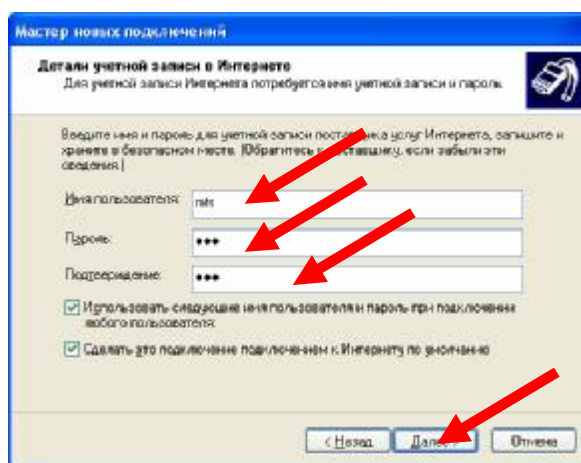 Мастер новых подключений
Детали учетной записи в Интернете
Для учетной записи Интернета потребуется имя учетной записи и пароль.
Введите имя и пароль для учетной записи поставщика услуг Интернета, запишите и
храните в безопасном месте. (Обратитесь к поставщику, если забыли эти
сведения.)
Имя пользователя: mts
Пароль: •••
Подтверждение: •••
Использовать следующие имя пользователя и пароль при подключении
любого пользователя:
Сделать это подключение подключением к Интернету по умолчанию
< Назад Далее > Отмена